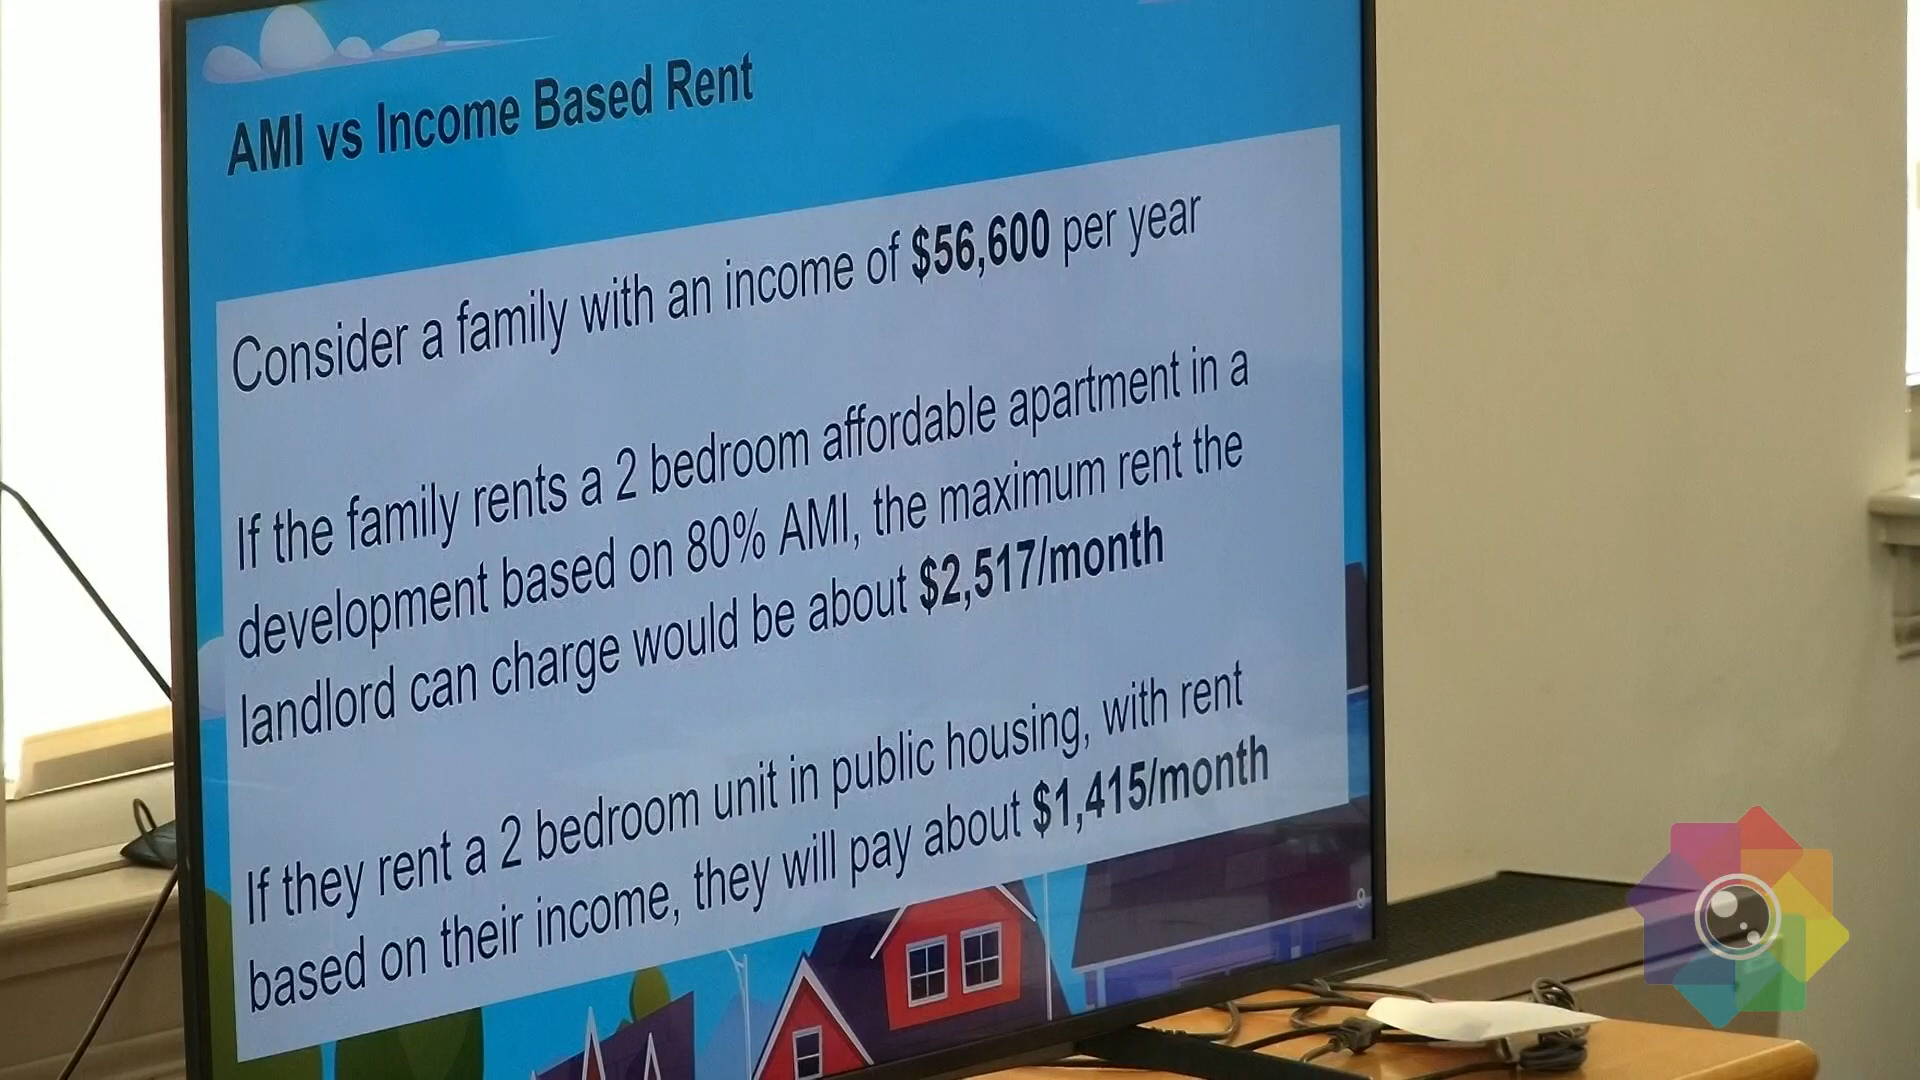 AMI vs Income Based Rent
Consider a family with an income of $56,600 per year
If the family rents a 2 bedroom affordable apartment in a
development based on 80% AMI, the maximum rent the
landlord can charge would be about $2,517/month
If they rent a 2 bedroom unit in public housing, with rent
based on their income, they will pay about $1,415/month
9